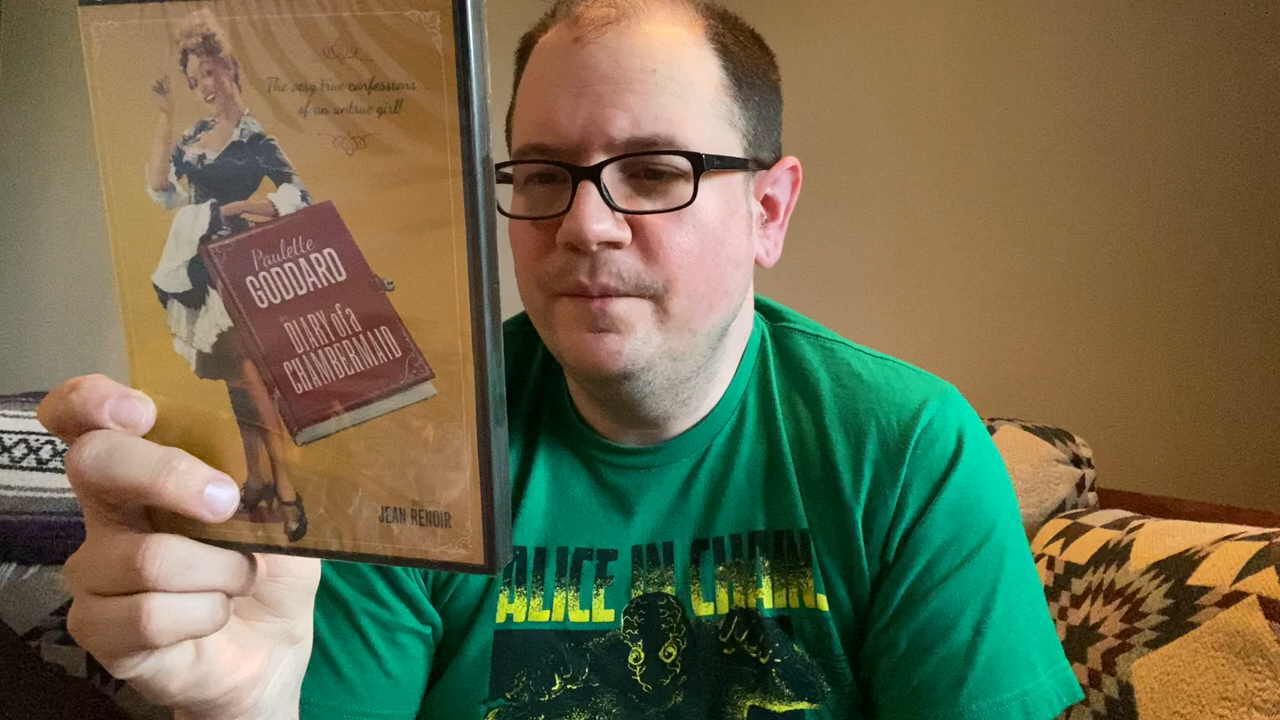 The very true confessions
of an untrue girl!
Paulette
GODDARD
DIARY of a
CHAMBERMAID
JEAN RENOIR
ALICE IN CHAINS